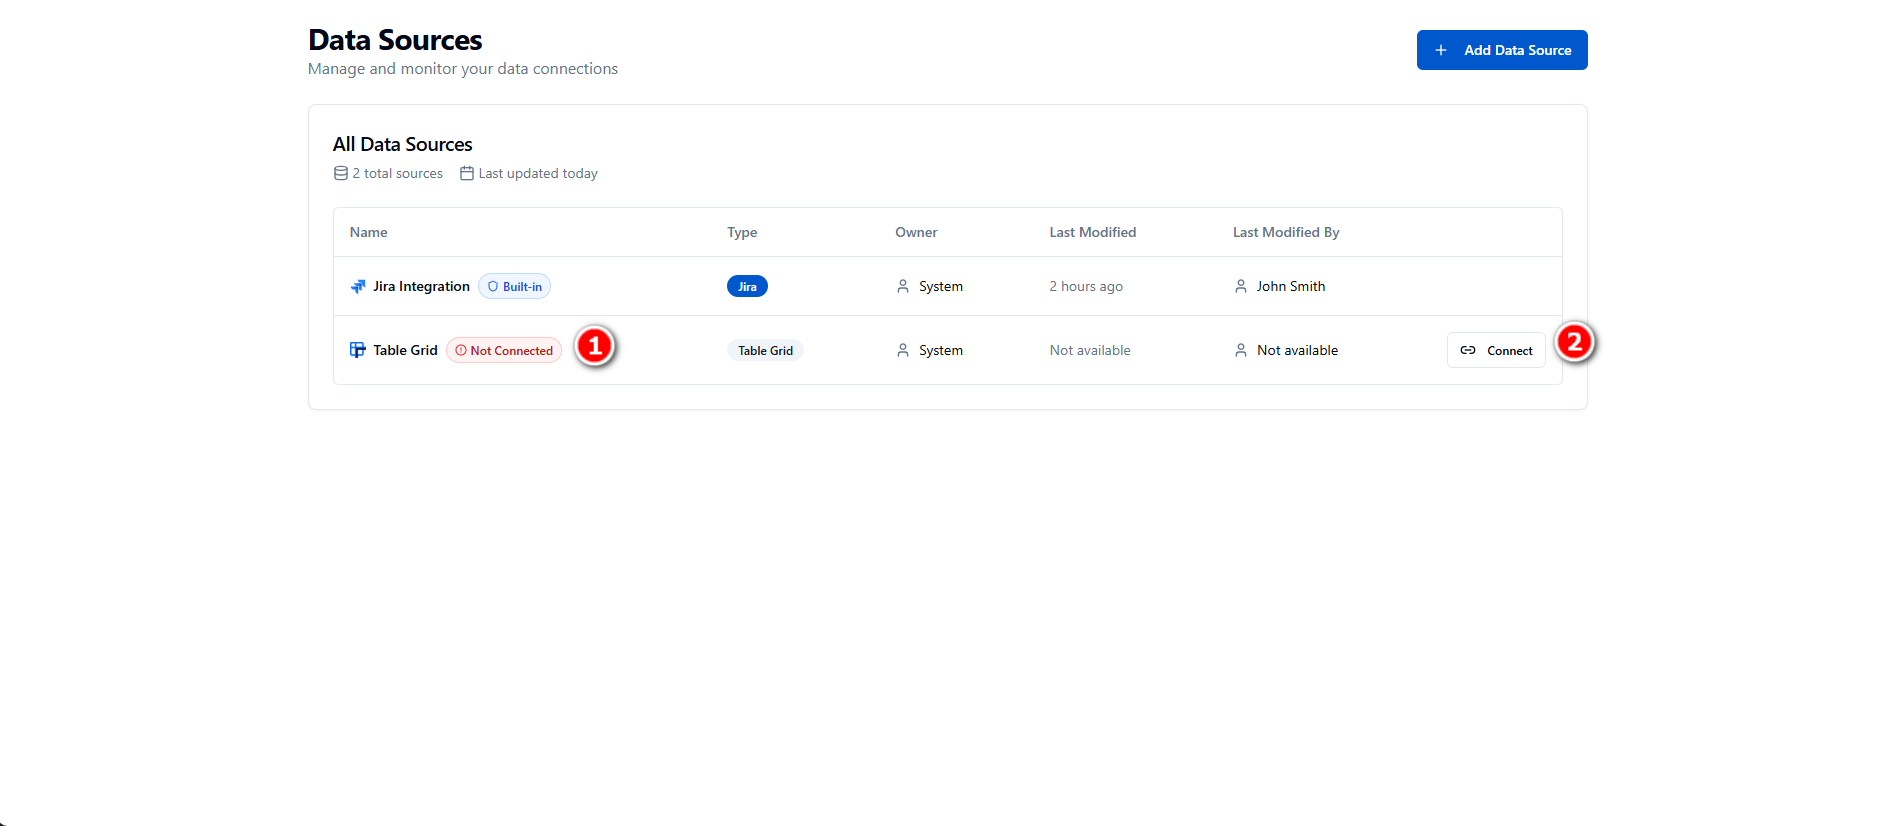 Data Sources
Manage and monitor your data connections
Add Data Source
All Data Sources
2 total sources Last updated today
Name Type Owner Last Modified Last Modified By
Jira Integration Built-in Jira System 2 hours ago John Smith
Table Grid Not Connected 1 Table Grid System Not available Not available Connect 2